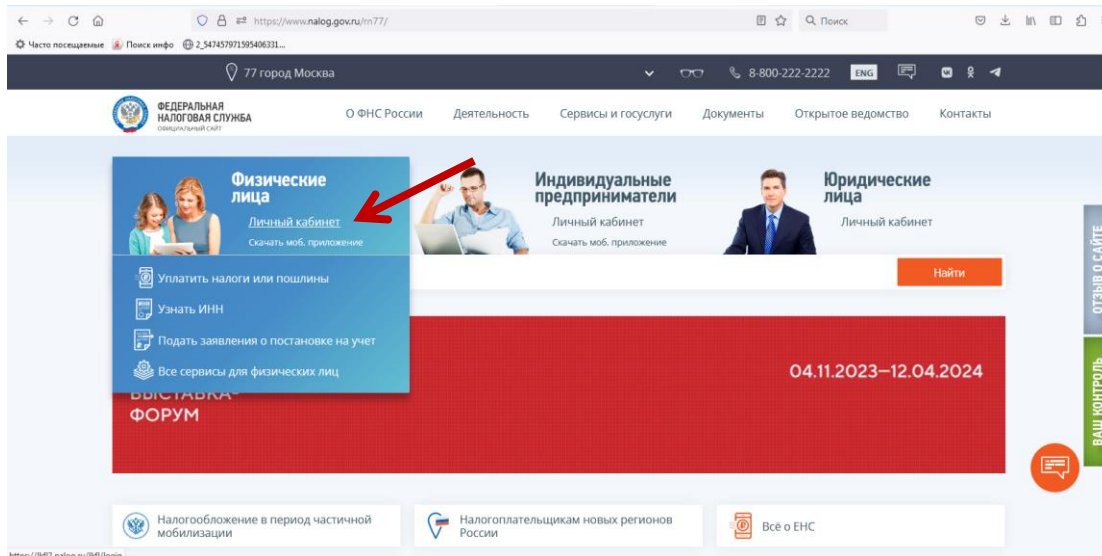 https://www.nalog.gov.ru/rn77/
Поиск
Часто посещаемые
Поиск инфо
2_547457971595406331...
77 город Москва
8-800-222-2222
ENG
ФЕДЕРАЛЬНАЯ
НАЛОГОВАЯ СЛУЖБА
ОФИЦИАЛЬНЫЙ САЙТ
О ФНС России
Деятельность
Сервисы и госуслуги
Документы
Открытое ведомство
Контакты
Физические
лица
Личный кабинет
Скачать моб. приложение
Уплатить налоги или пошлины
Узнать ИНН
Подать заявления о постановке на учет
Все сервисы для физических лиц
Индивидуальные
предприниматели
Личный кабинет
Скачать моб. приложение
Юридические
лица
Личный кабинет
Найти
ОТЗЫВ О САЙТЕ
ВАШ КОНТРОЛЬ
04.11.2023—12.04.2024
ВЫСТАВКА-
ФОРУМ
Налогообложение в период частичной
мобилизации
Налогоплательщикам новых регионов
России
Всё о ЕНС